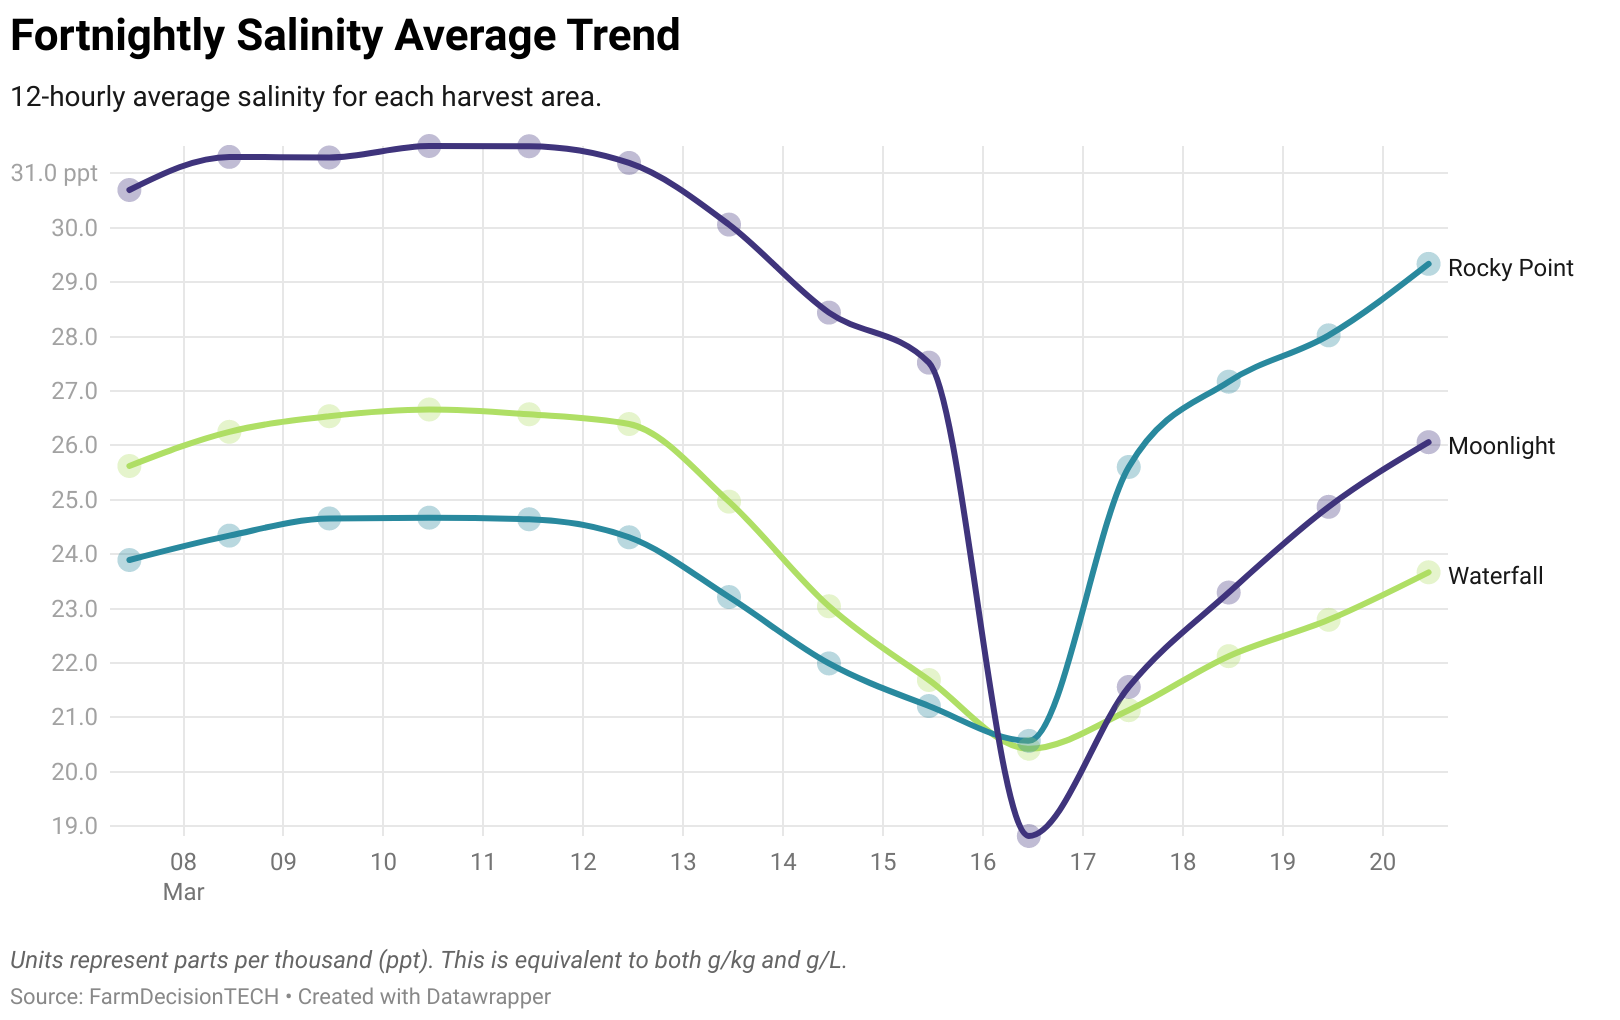 Fortnightly Salinity Average Trend
12-hourly average salinity for each harvest area.
31.0 ppt
30.0
29.0
28.0
27.0
26.0
25.0
24.0
23.0
22.0
21.0
20.0
19.0
Rocky Point
Moonlight
Waterfall
08 09 10 11 12 13 14 15 16 17 18 19 20
Mar
Units represent parts per thousand (ppt). This is equivalent to both g/kg and g/L.
Source: FarmDecisionTECH • Created with Datawrapper